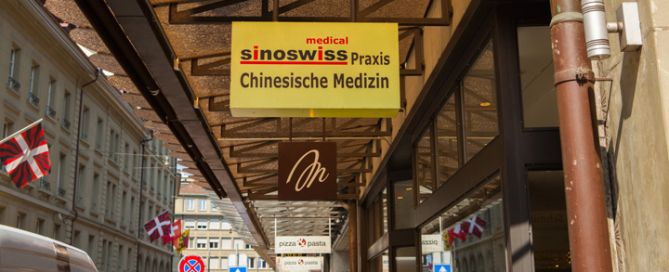 medical
sinoswiss Praxis
Chinesische Medizin
m
pizza pasta